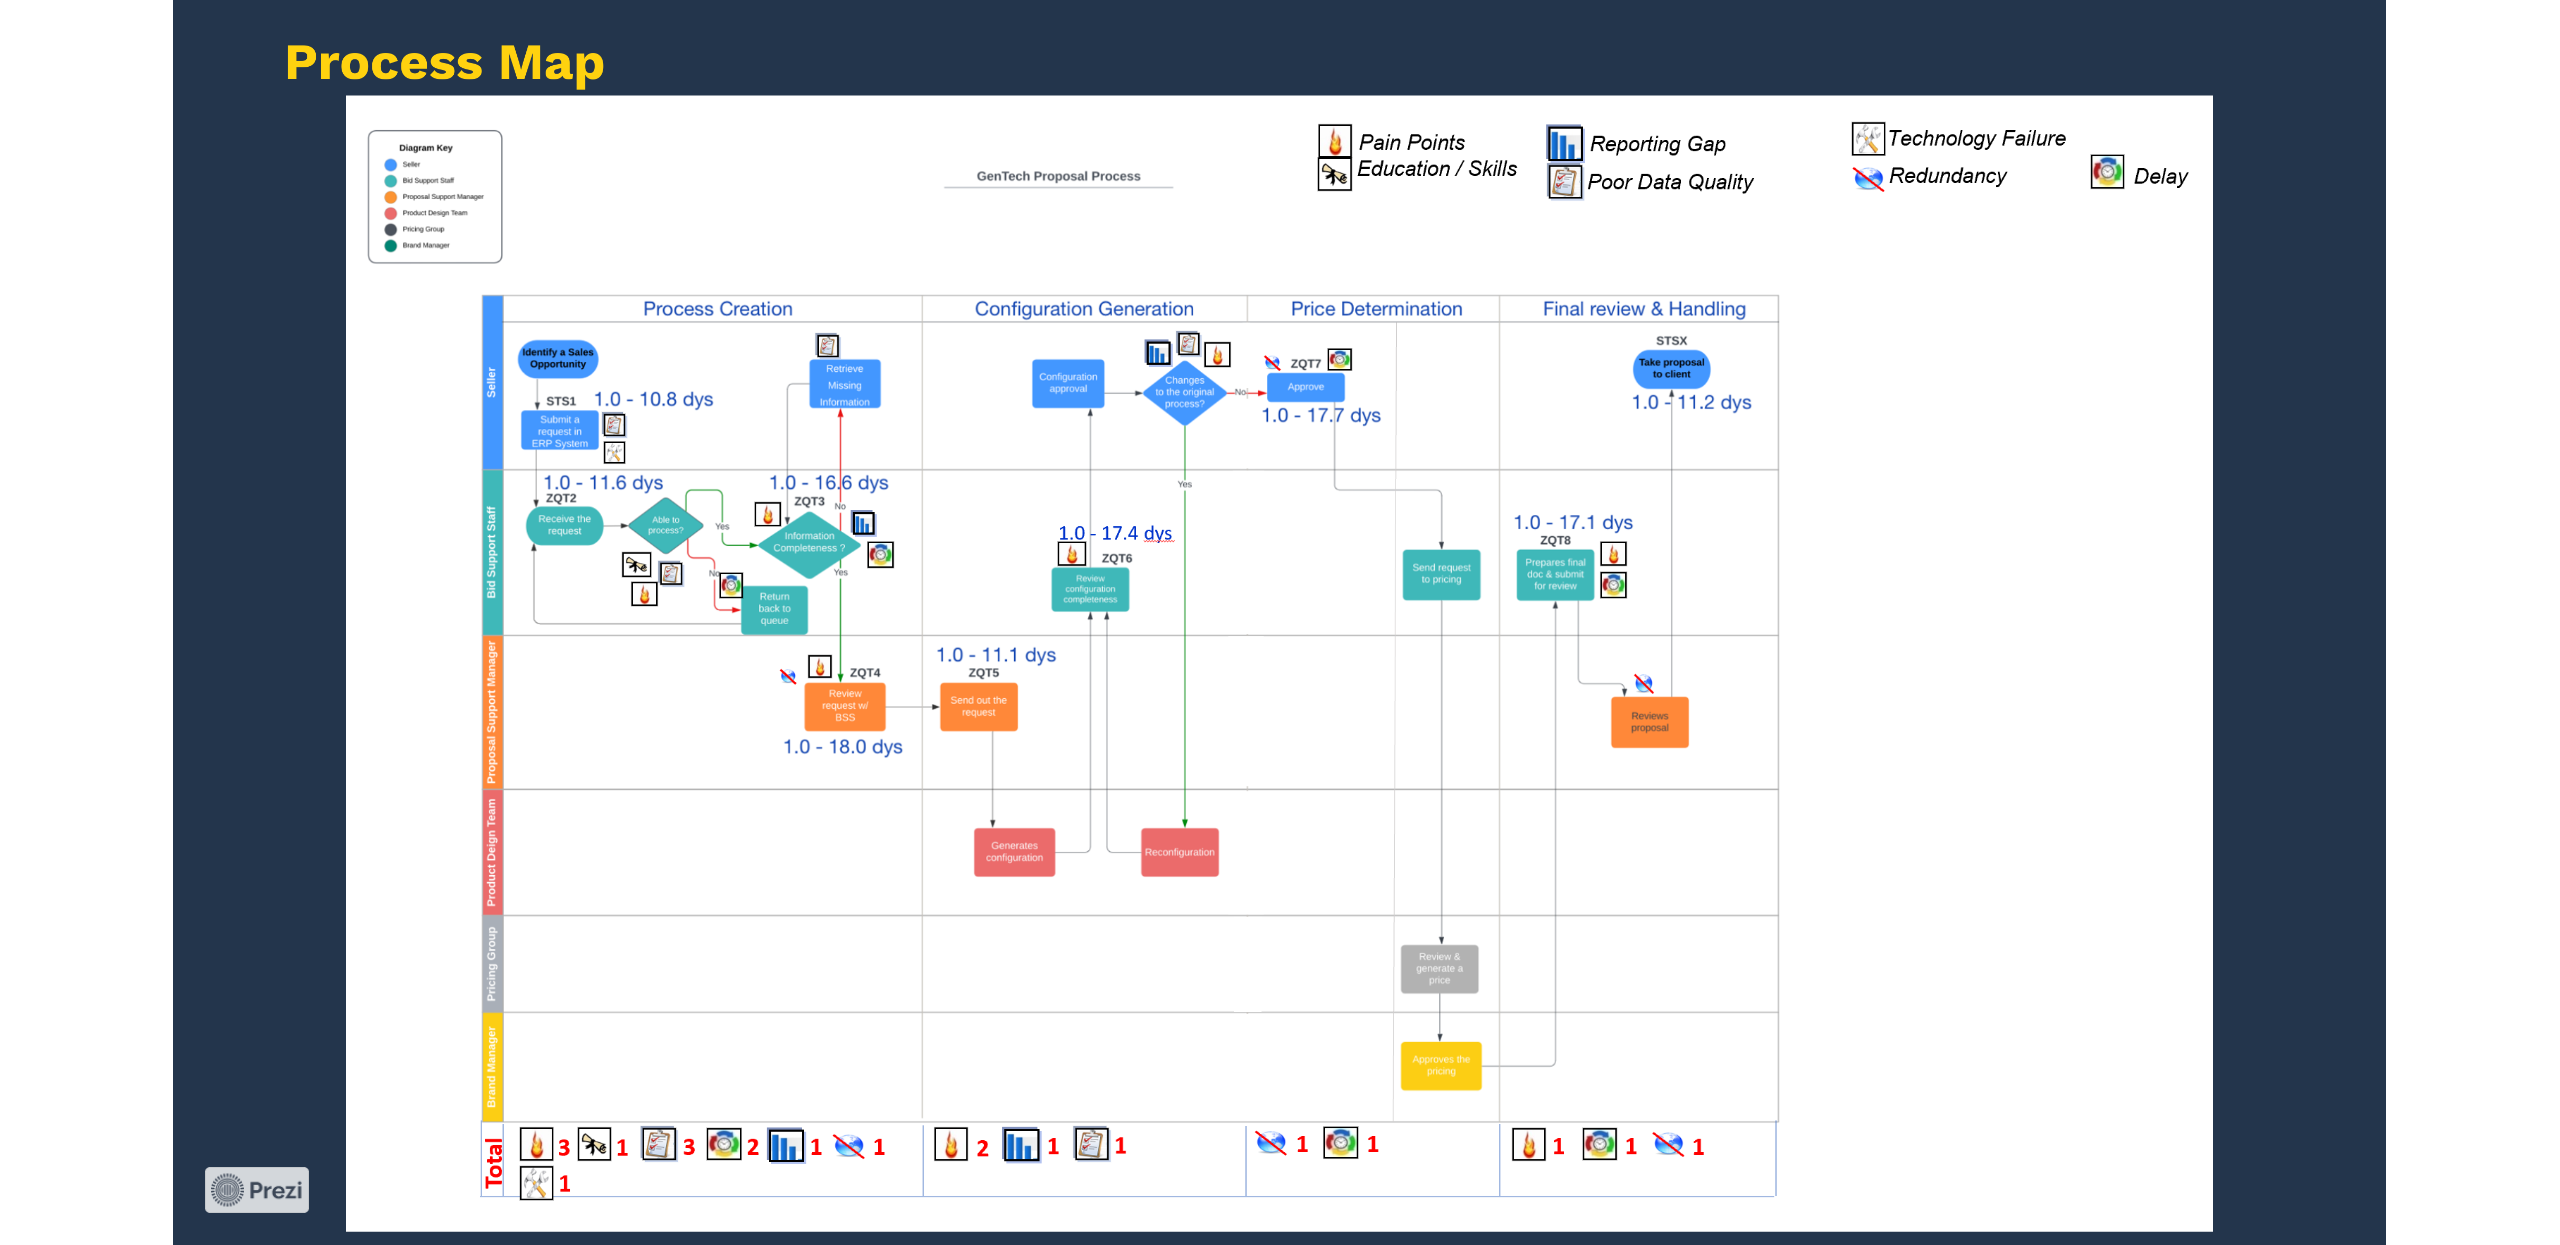 Process Map
Diagram Key
Seller
Bid Support Staff
Proposal Support Manager
Product Design Team
Pricing Group
Brand Manager
GenTech Proposal Process
Pain Points
Education / Skills
Reporting Gap
Poor Data Quality
Technology Failure
Redundancy
Delay
Process Creation
Configuration Generation
Price Determination
Final review & Handling
Seller
Identify a Sales
Opportunity
STS1
1.0 - 10.8 dys
Submit a
request in
ERP System
Retrieve
Missing
Information
Configuration
approval
Changes
to the original
process?
No
ZQT7
Approve
1.0 - 17.7 dys
STSX
Take proposal
to client
1.0 - 11.2 dys
Bid Support Staff
1.0 - 11.6 dys
ZQT2
Receive the
request
Able to
process?
Yes
No
Return
back to
queue
1.0 - 16.6 dys
ZQT3
No
Information
Completeness ?
Yes
1.0 - 17.4 dys
ZQT6
Review
configuration
completeness
Yes
Send request
to pricing
1.0 - 17.1 dys
ZQT8
Prepares final
doc & submit
for review
Proposal Support Manager
ZQT4
Review
request w/
BSS
1.0 - 18.0 dys
1.0 - 11.1 dys
ZQT5
Send out the
request
Reviews
proposal
Product Deign Team
Generates
configuration
Reconfiguration
Pricing Group
Review &
generate a
price
Brand Manager
Approves the
pricing
Total
3 1 3 2 1 1
1
2 1 1
1 1
1 1 1
Prezi